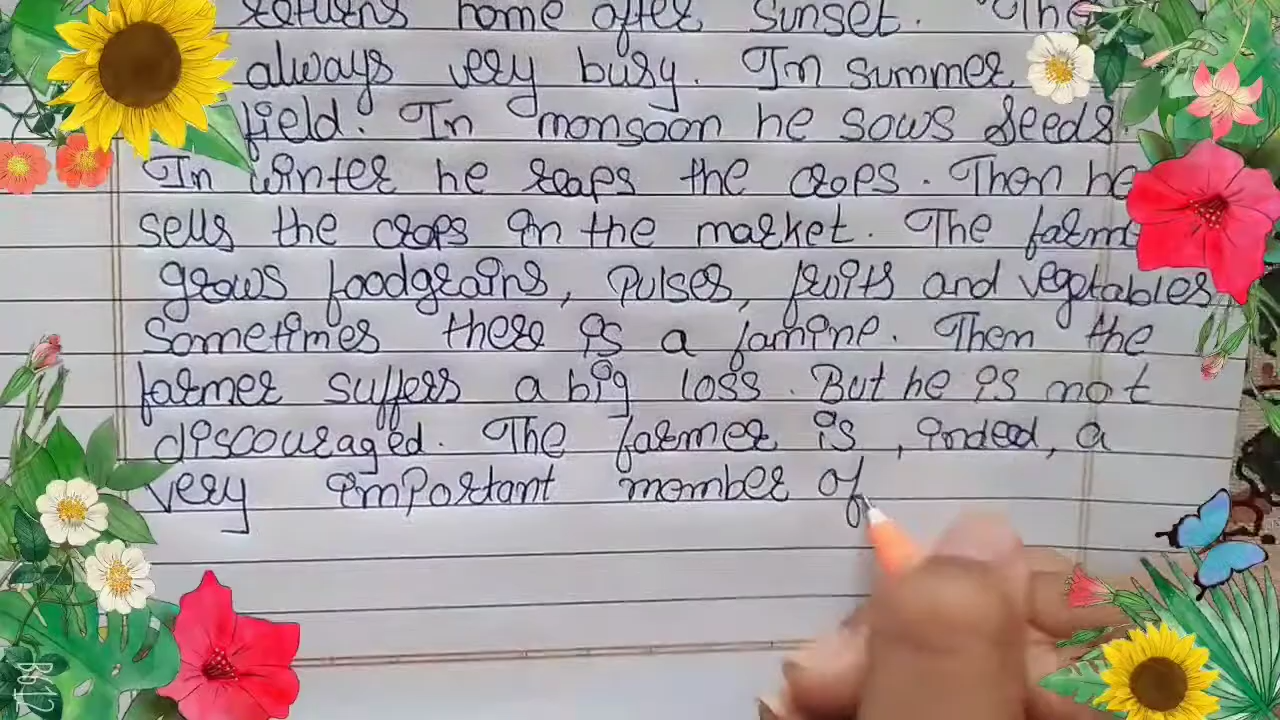 returns home after sunset. The
always very busy. In summer
field. In monsoon he sows seeds.
In winter he reaps the crops. Then he
sells the crops in the market. The farm
grows foodgrains, pulses, fruits and vegetables.
Sometimes there is a famine. Then the
farmer suffers a big loss. But he is not
discouraged. The farmer is, indeed, a
very important member of
B612